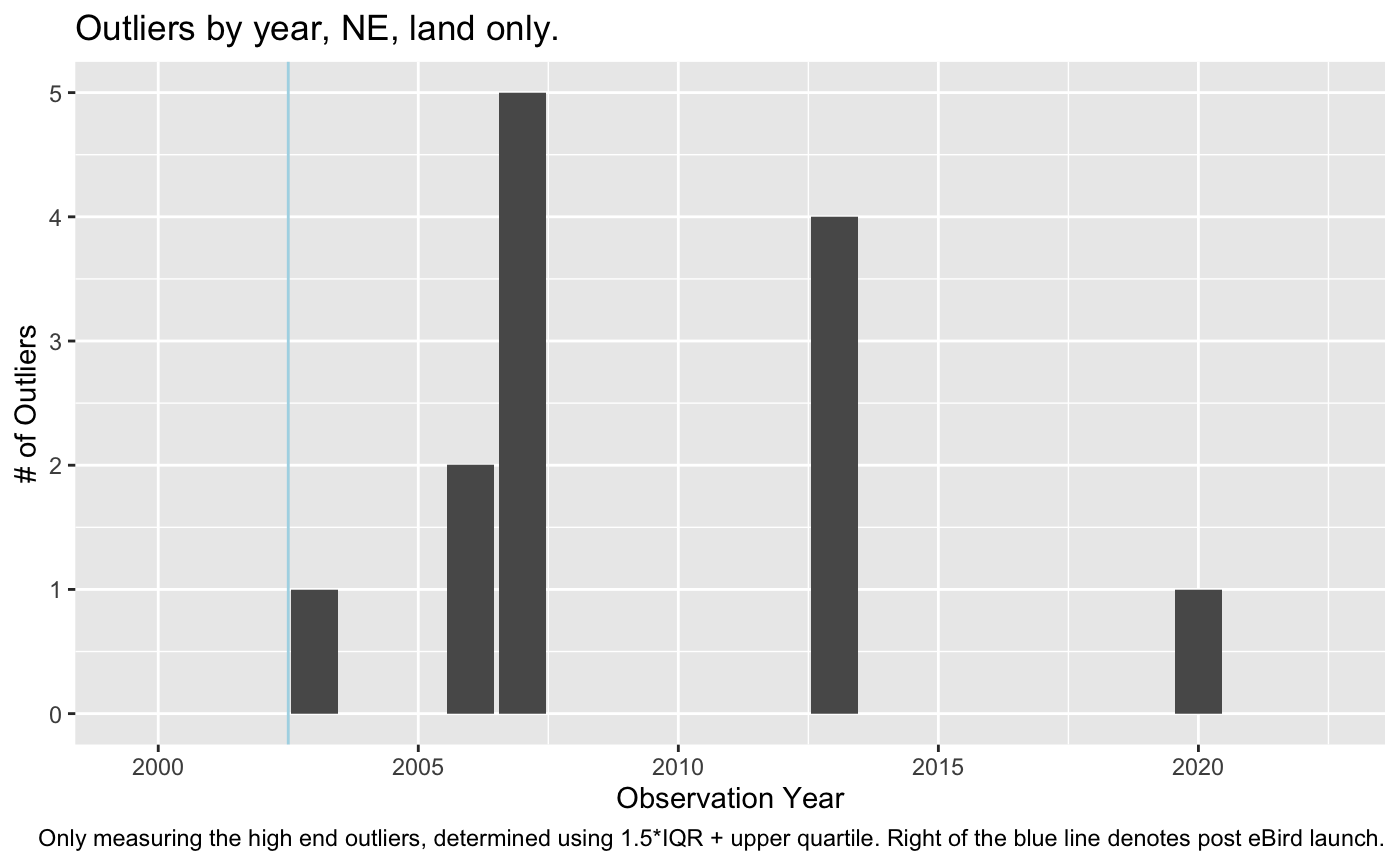 Outliers by year, NE, land only.
5
4
3
2
1
0
# of Outliers
2000 2005 2010 2015 2020
Observation Year
Only measuring the high end outliers, determined using 1.5*IQR + upper quartile. Right of the blue line denotes post eBird launch.